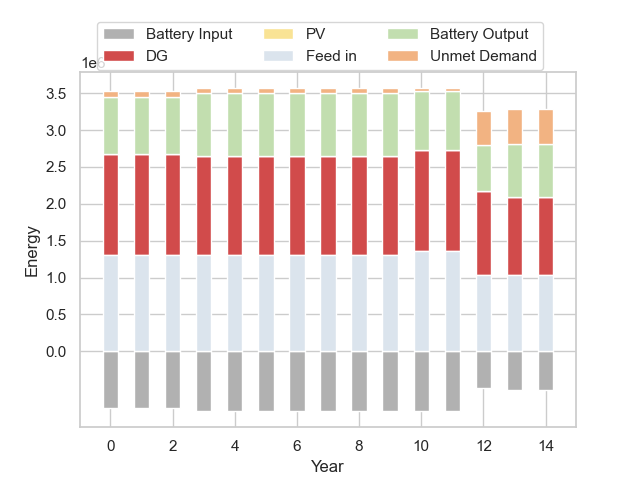 Battery Input PV Battery Output
DG Feed in Unmet Demand
1e6
3.5
3.0
2.5
2.0
1.5
1.0
0.5
0.0
Energy
0 2 4 6 8 10 12 14
Year